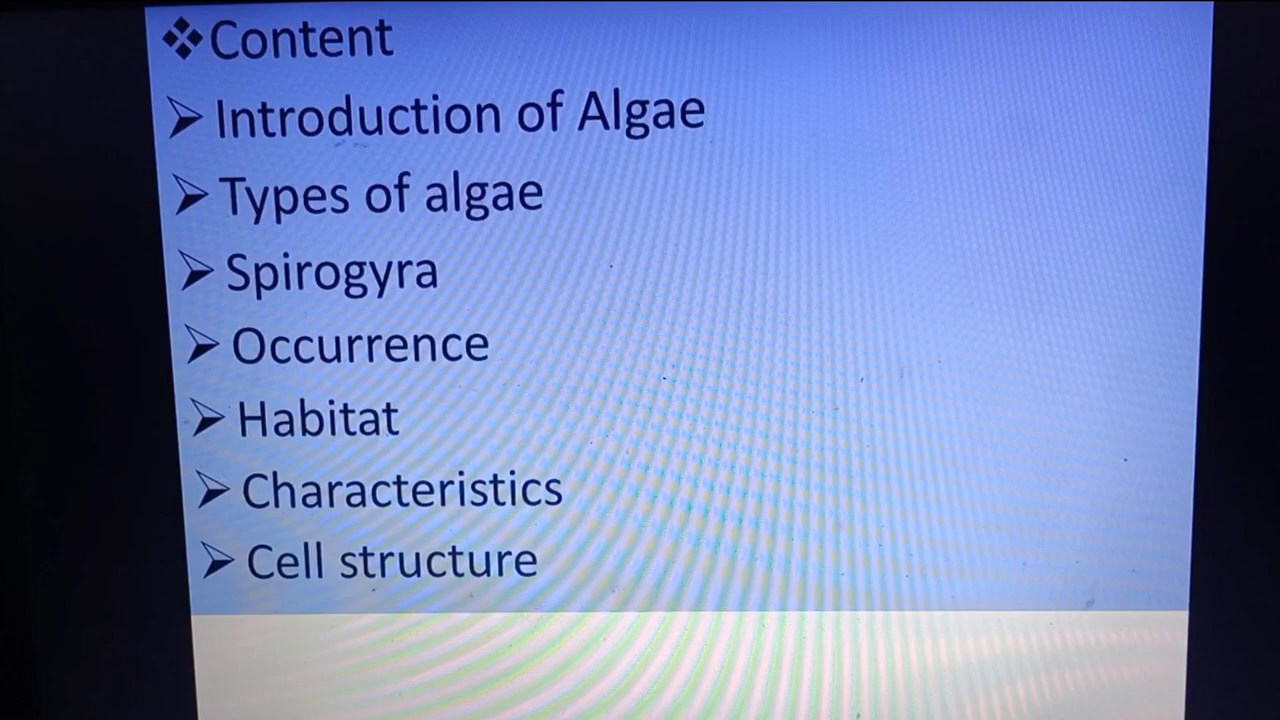 Content
Introduction of Algae
Types of algae
Spirogyra
Occurrence
Habitat
Characteristics
Cell structure